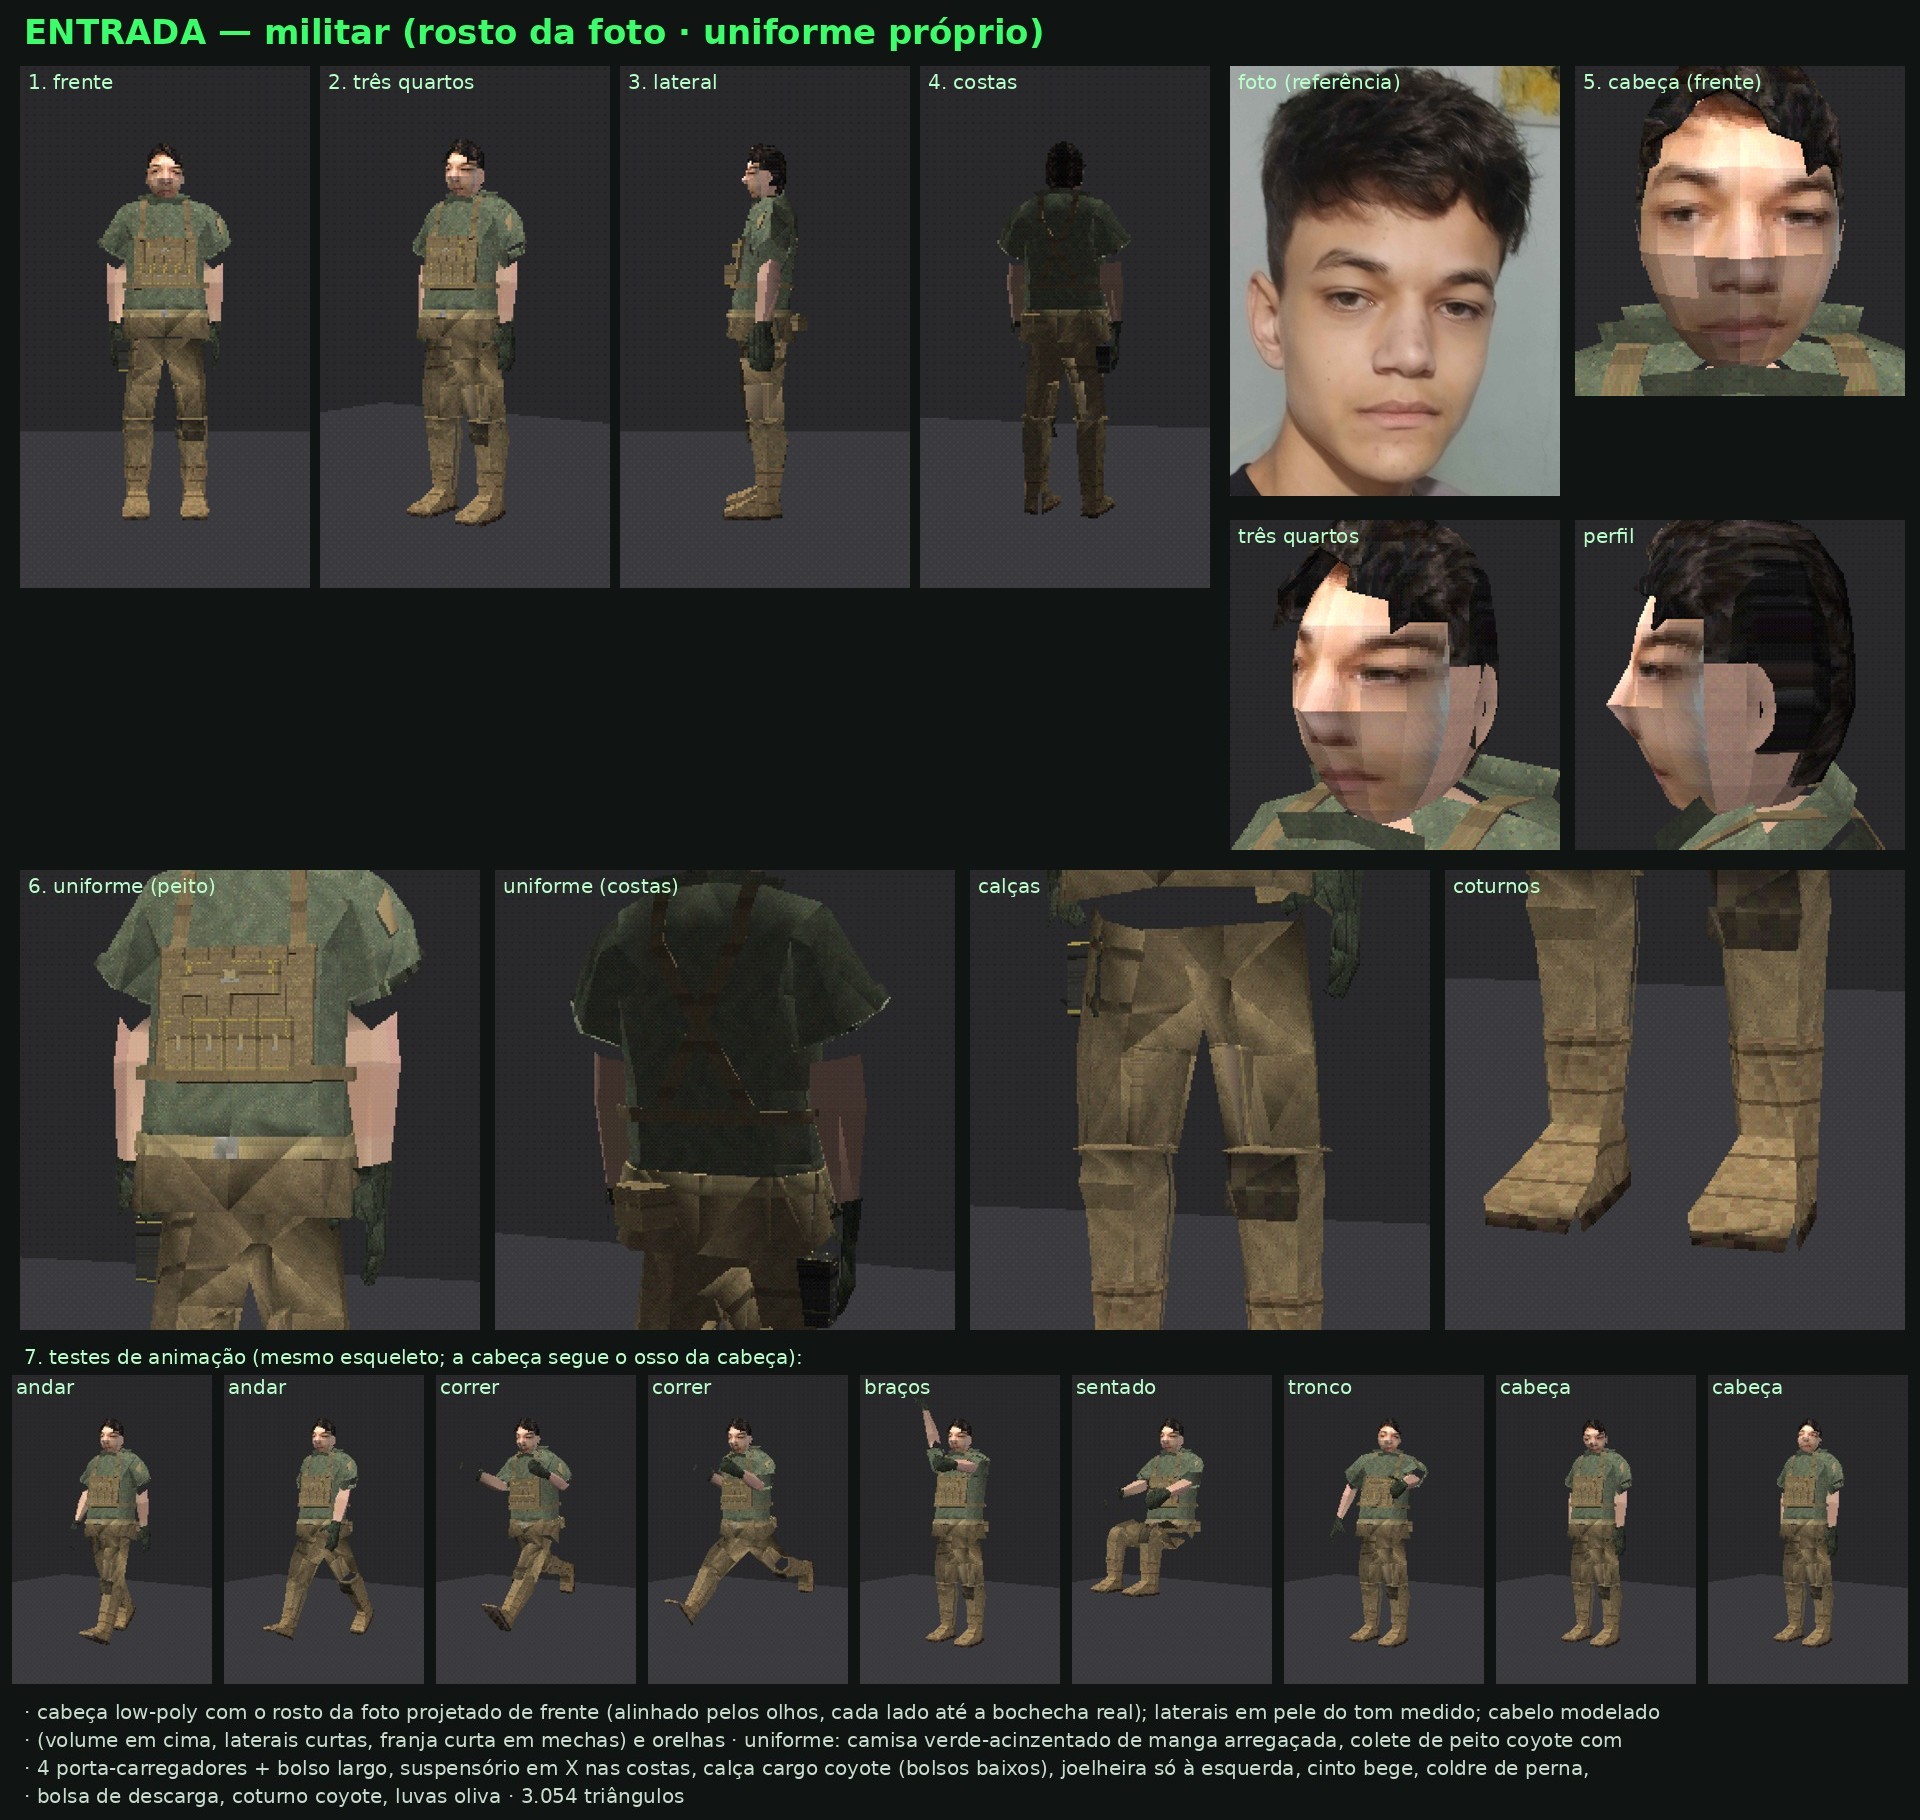 ENTRADA — militar (rosto da foto · uniforme próprio)
1. frente
2. três quartos
3. lateral
4. costas
foto (referência)
5. cabeça (frente)
três quartos
perfil
6. uniforme (peito)
uniforme (costas)
calças
coturnos
7. testes de animação (mesmo esqueleto; a cabeça segue o osso da cabeça):
andar
andar
correr
correr
braços
sentado
tronco
cabeça
cabeça
· cabeça low-poly com o rosto da foto projetado de frente (alinhado pelos olhos, cada lado até a bochecha real); laterais em pele do tom medido; cabelo modelado
· (volume em cima, laterais curtas, franja curta em mechas) e orelhas · uniforme: camisa verde-acinzentado de manga arregaçada, colete de peito coyote com
· 4 porta-carregadores + bolso largo, suspensório em X nas costas, calça cargo coyote (bolsos baixos), joelheira só à esquerda, cinto bege, coldre de perna,
· bolsa de descarga, coturno coyote, luvas oliva · 3.054 triângulos